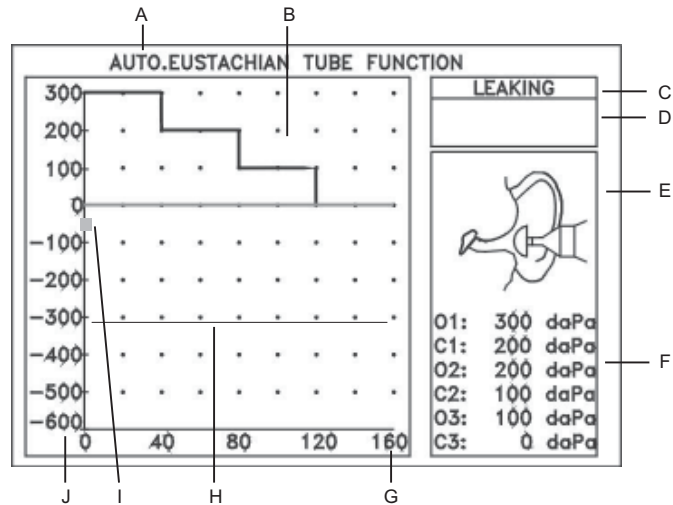 A
B
AUTO.EUSTACHIAN TUBE FUNCTION
300
200
100
0
-100
-200
-300
-400
-500
-600
0 40 80 120 160
LEAKING
C
D
E
O1: 300 daPa
C1: 200 daPa
O2: 200 daPa
C2: 100 daPa
O3: 100 daPa
C3: 0 daPa
F
J I H G